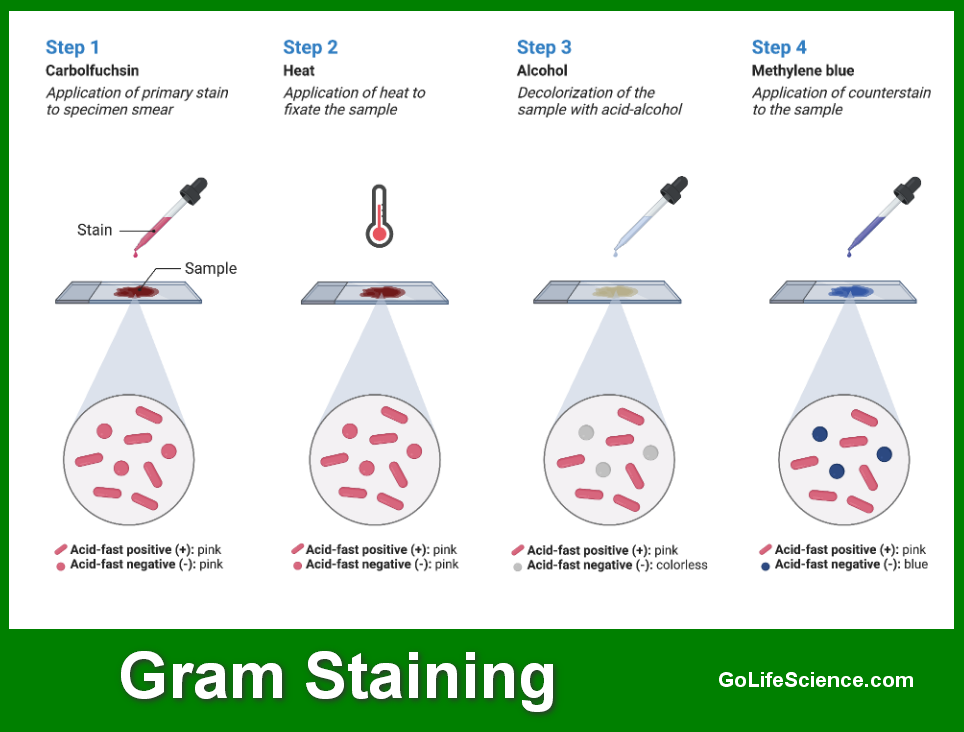 Step 1
Carbolfuchsin
Application of primary stain
to specimen smear
Step 2
Heat
Application of heat to
fixate the sample
Step 3
Alcohol
Decolorization of the
sample with acid-alcohol
Step 4
Methylene blue
Application of counterstain
to the sample
Stain
Sample
Acid-fast positive (+): pink
Acid-fast negative (-): pink
Acid-fast positive (+): pink
Acid-fast negative (-): pink
Acid-fast positive (+): pink
Acid-fast negative (-): colorless
Acid-fast positive (+): pink
Acid-fast negative (-): blue
Gram Staining
GoLifeScience.com